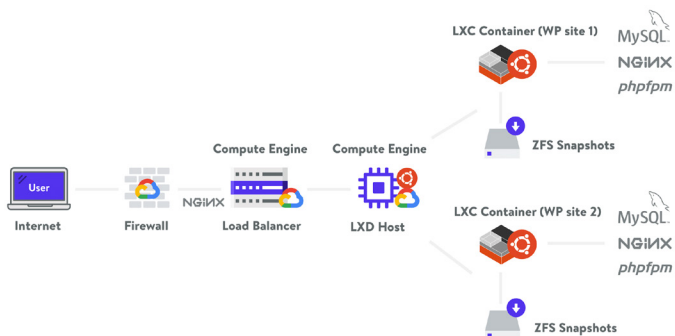 LXC Container (WP site 1)
MySQL
NGINX
phpfpm
ZFS Snapshots
Compute Engine
Compute Engine
User
NGINX
Internet
Firewall
Load Balancer
LXD Host
LXC Container (WP site 2)
MySQL
NGINX
phpfpm
ZFS Snapshots